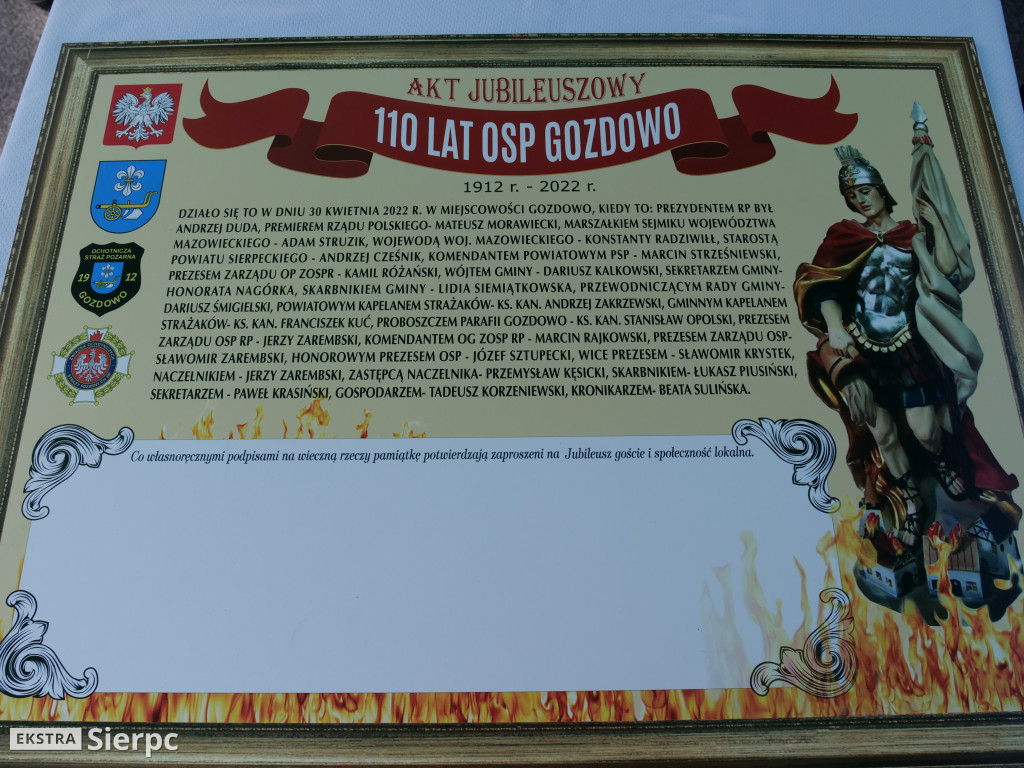 AKT JUBILEUSZOWY
110 LAT OSP GOZDOWO
1912 r. - 2022 r.
DZIAŁO SIĘ TO W DNIU 30 KWIETNIA 2022 R. W MIEJSCOWOŚCI GOZDOWO, KIEDY TO: PREZYDENTEM RP BYŁ
ANDRZEJ DUDA, PREMIEREM RZĄDU POLSKIEGO- MATEUSZ MORAWIECKI, MARSZAŁKIEM SEJMIKU WOJEWÓDZTWA
MAZOWIECKIEGO - ADAM STRUZIK, WOJEWODĄ WOJ. MAZOWIECKIEGO - KONSTANTY RADZIWIŁŁ, STAROSTĄ
POWIATU SIERPECKIEGO - ANDRZEJ CZEŚNIK, KOMENDANTEM POWIATOWYM PSP - MARCIN STRZEŚNIEWSKI,
PREZESEM ZARZĄDU OP ZOSPR - KAMIL RÓŻAŃSKI, WÓJTEM GMINY - DARIUSZ KALKOWSKI, SEKRETARZEM GMINY-
HONORATA NAGÓRKA, SKARBNIKIEM GMINY - LIDIA SIEMIĄTKOWSKA, PRZEWODNICZĄCYM RADY GMINY-
DARIUSZ ŚMIGIELSKI, POWIATOWYM KAPELANEM STRAŻAKÓW- KS. KAN. ANDRZEJ ZAKRZEWSKI, GMINNYM KAPELANEM
STRAŻAKÓW- KS. KAN. FRANCISZEK KUĆ, PROBOSZCZEM PARAFII GOZDOWO - KS. KAN. STANISŁAW OPOLSKI, PREZESEM
ZARZĄDU OSP RP - JERZY ZAREMBSKI, KOMENDANTEM OG ZOSP RP - MARCIN RAJKOWSKI, PREZESEM ZARZĄDU OSP-
SŁAWOMIR ZAREMBSKI, HONOROWYM PREZESEM OSP - JÓZEF SZTUPECKI, WICE PREZESEM - SŁAWOMIR KRYSTEK,
NACZELNIKIEM - JERZY ZAREMBSKI, ZASTĘPCĄ NACZELNIKA- PRZEMYSŁAW KĘSICKI, SKARBNIKIEM- ŁUKASZ PIUSIŃSKI,
SEKRETARZEM - PAWEŁ KRASIŃSKI, GOSPODARZEM- TADEUSZ KORZENIEWSKI, KRONIKARZEM- BEATA SULIŃSKA.
OCHOTNICZA
STRAŻ POŻARNA
19 12
GOZDOWO
Co własnoręcznymi podpisami na wieczną rzeczy pamiątkę potwierdzają zaproszeni na Jubileusz goście i społeczność lokalna.
EKSTRA Sierpc